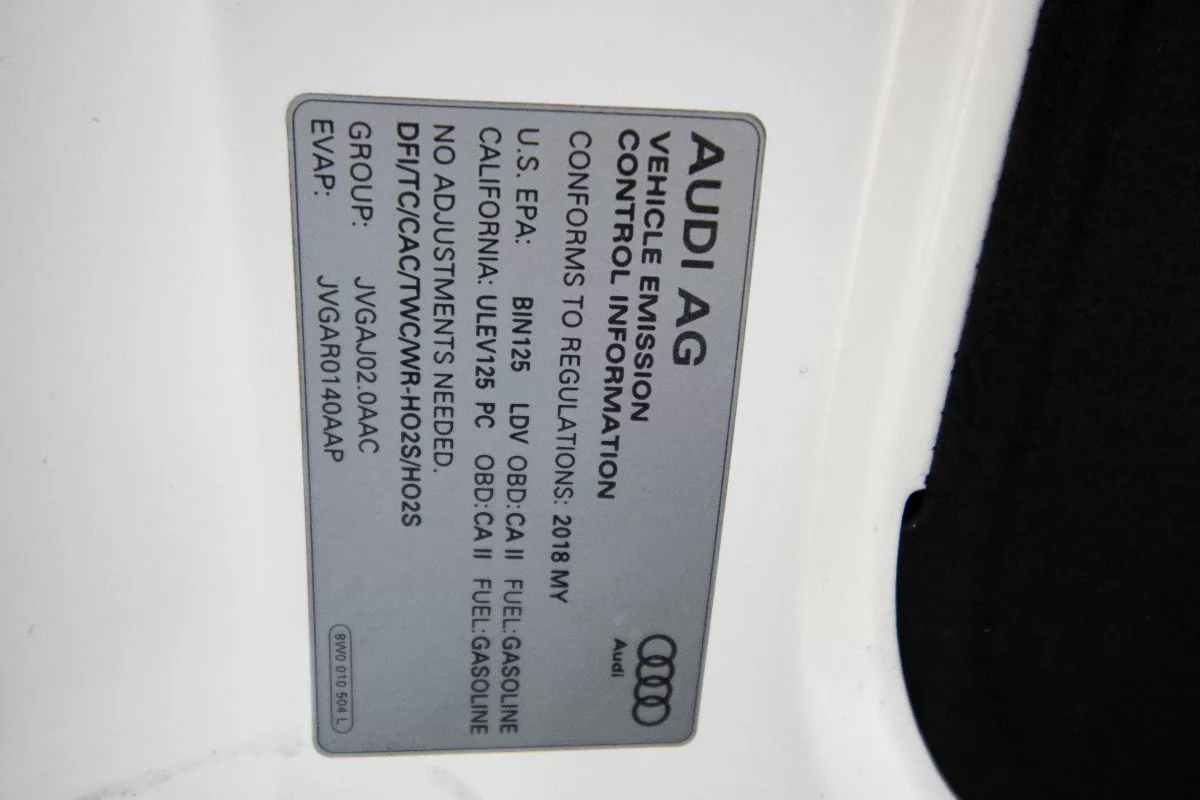 AUDI AG
VEHICLE EMISSION
CONTROL INFORMATION
Audi
CONFORMS TO REGULATIONS: 2018 MY
U.S. EPA: BIN125 LDV OBD:CA II FUEL:GASOLINE
CALIFORNIA: ULEV125 PC OBD:CA II FUEL:GASOLINE
NO ADJUSTMENTS NEEDED.
DFI/TC/CAC/TWC/WR-HO2S/HO2S
GROUP: JVGAJ02.0AAC
EVAP: JVGAR0140AAP
8W0 010 504 L